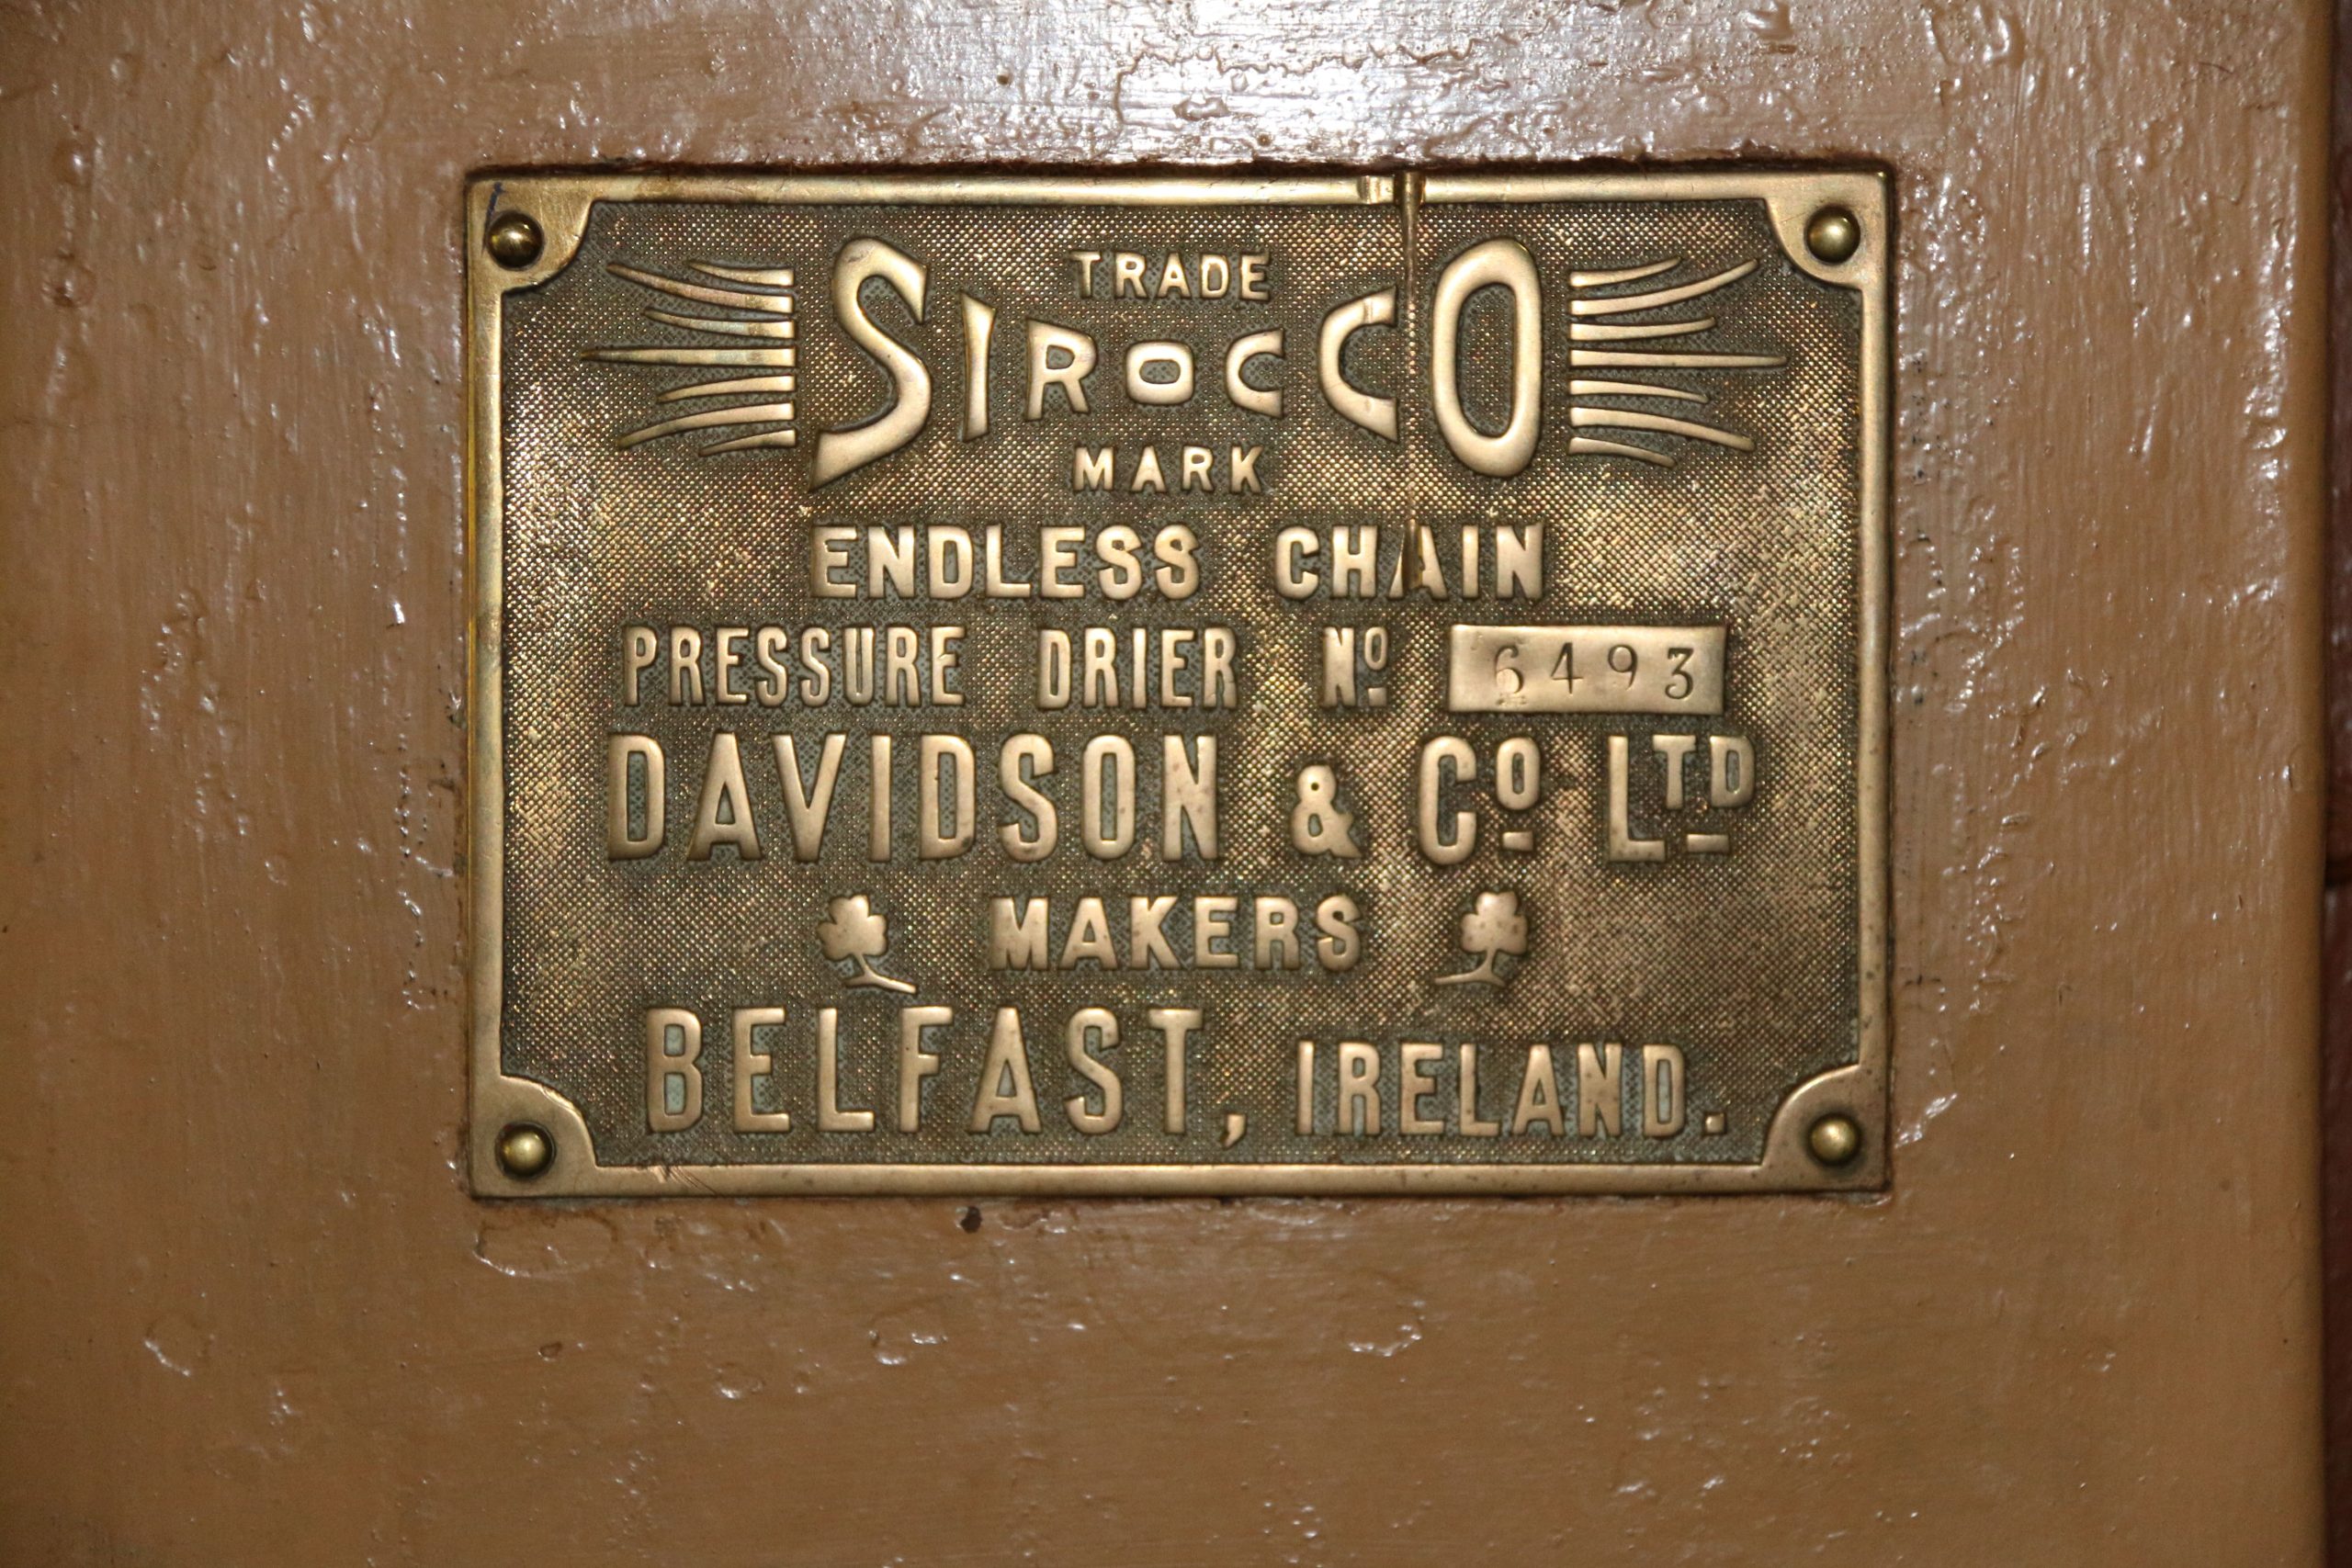 TRADE
SIROCCO
MARK
ENDLESS CHAIN
PRESSURE DRIER Nº 6493
DAVIDSON & Cº LTD
MAKERS
BELFAST, IRELAND.